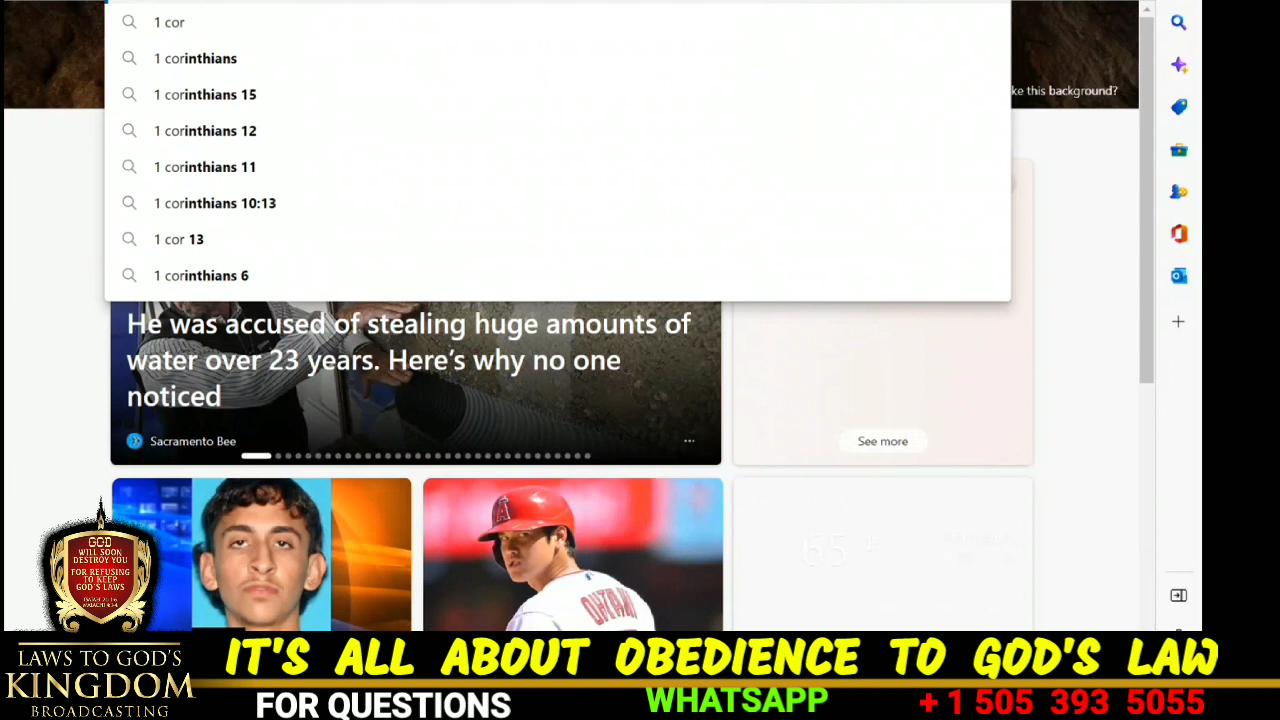 1 cor
1 corinthians
1 corinthians 15
1 corinthians 12
1 corinthians 11
1 corinthians 10:13
1 cor 13
1 corinthians 6
ke this background?
He was accused of stealing huge amounts of
water over 23 years. Here's why no one
noticed
Sacramento Bee
See more
65
OHTANI
GOD
WILL SOON
DESTROY YOU
FOR REFUSING
TO KEEP
GOD'S LAWS
LAWS TO GOD'S
KINGDOM
BROADCASTING
IT'S ALL ABOUT OBEDIENCE TO GOD'S LAW
FOR QUESTIONS
WHATSAPP
+ 1 505 393 5055